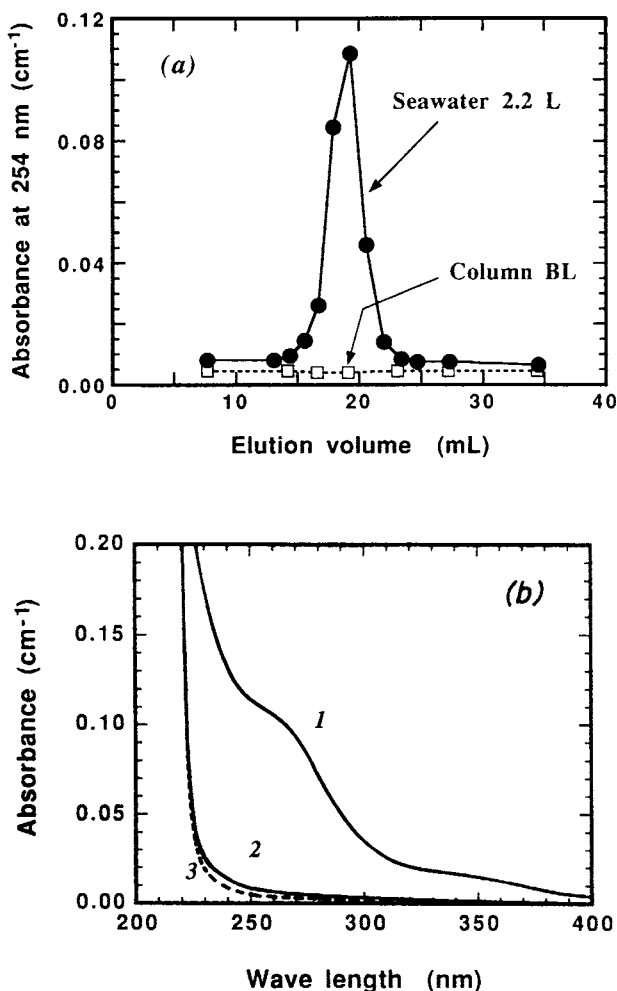 0.12
(a)
Seawater 2.2 L
0.08
Column BL
0.04
0.00
0 10 20 30 40
Absorbance at 254 nm (cm-1)
Elution volume (mL)
0.20
(b)
0.15
1
0.10
0.05
2
3
0.00
200 250 300 350 400
Absorbance (cm-1)
Wave length (nm)